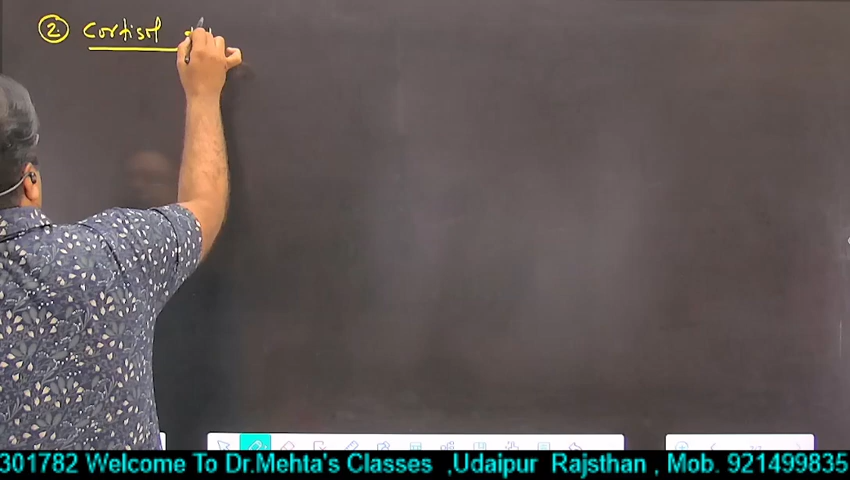 2. Cortisol
301782 Welcome To Dr.Mehta's Classes ,Udaipur Rajsthan , Mob. 921499835